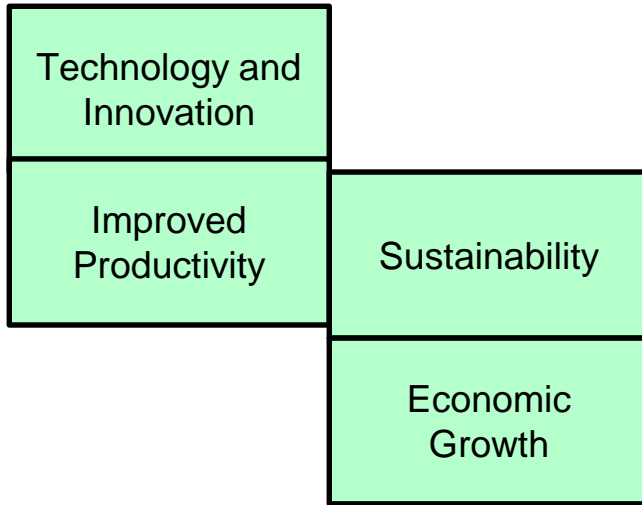 Technology and
Innovation
Improved
Productivity
Sustainability
Economic
Growth